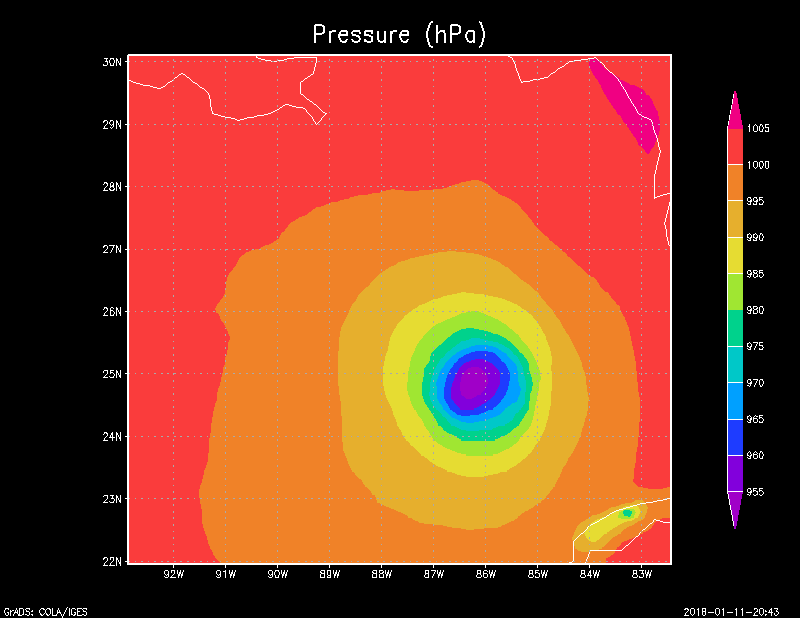 Pressure (hPa)
30N
29N
28N
27N
26N
25N
24N
23N
22N
92W 91W 90W 89W 88W 87W 86W 85W 84W 83W
1005
1000
995
990
985
980
975
970
965
960
955
GrADS: COLA/IGES 2018-01-11-20:43